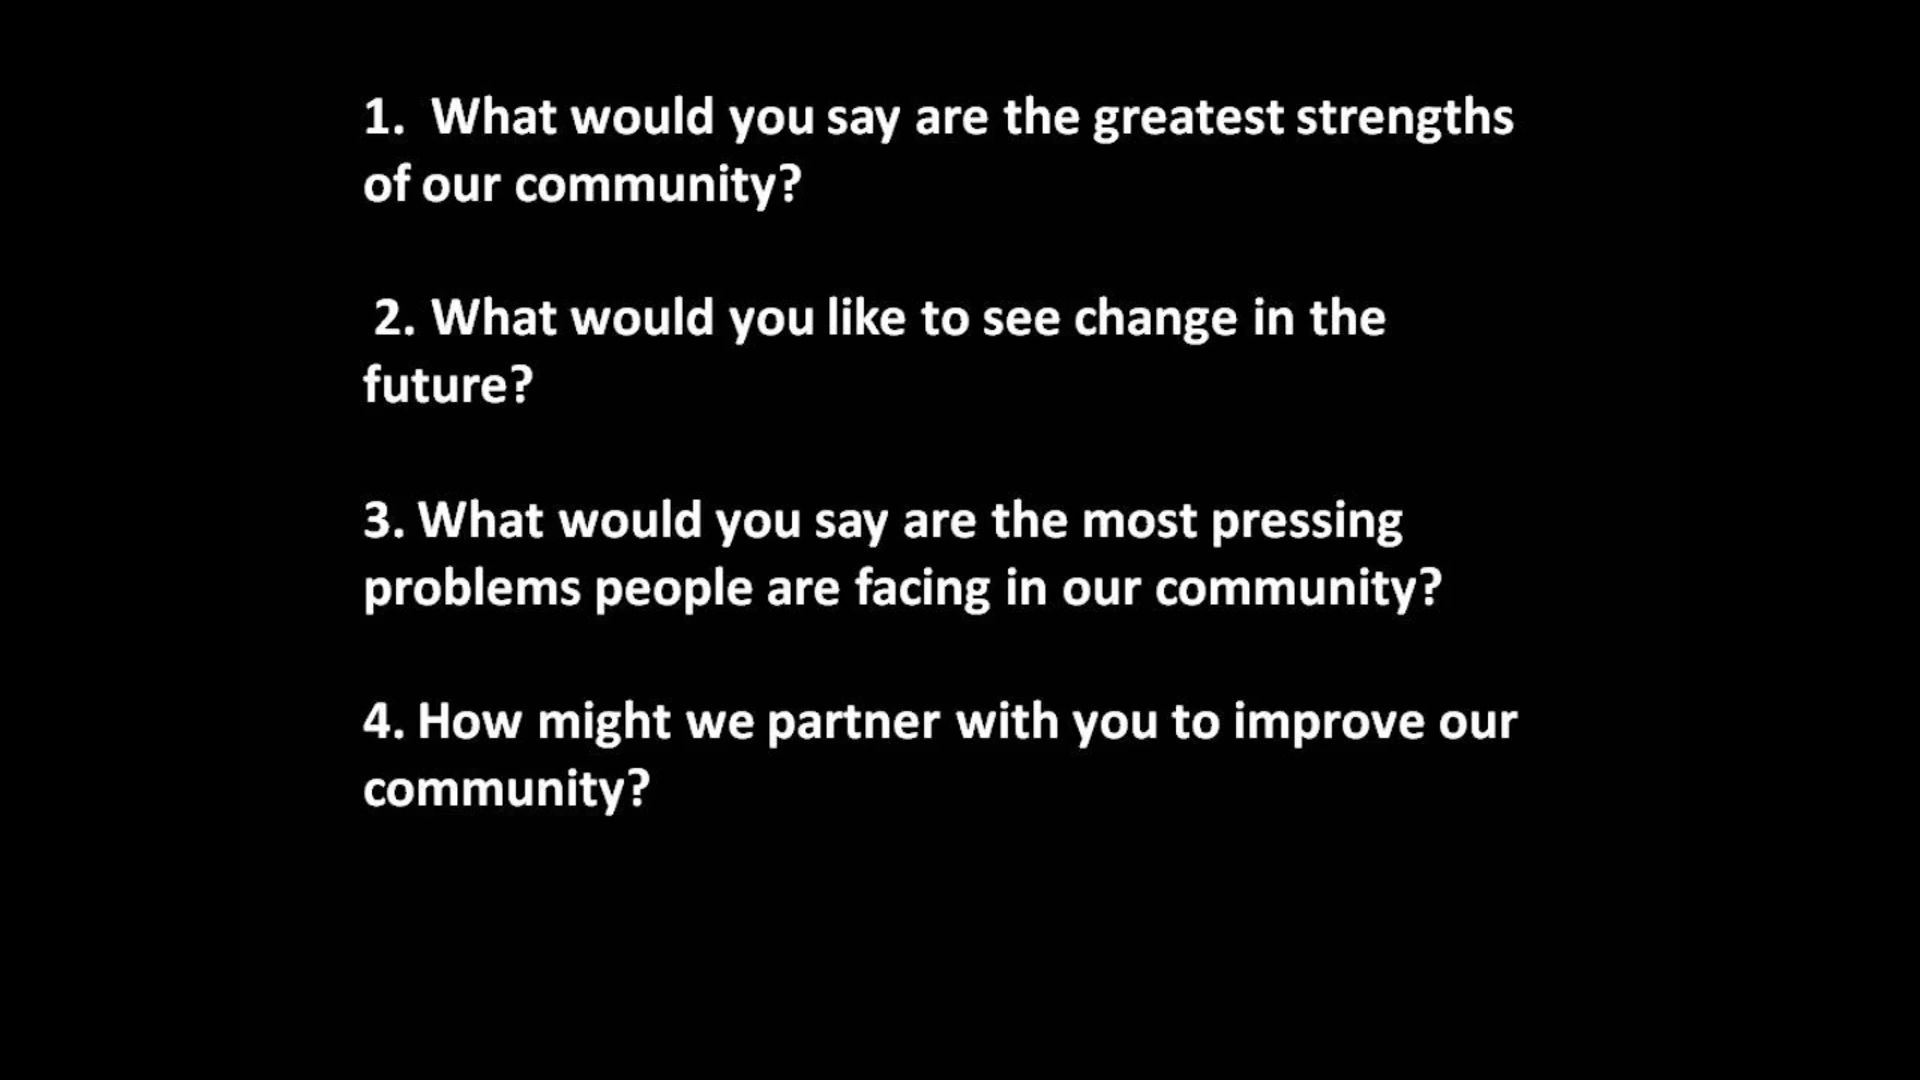 1. What would you say are the greatest strengths
of our community?
2. What would you like to see change in the
future?
3. What would you say are the most pressing
problems people are facing in our community?
4. How might we partner with you to improve our
community?